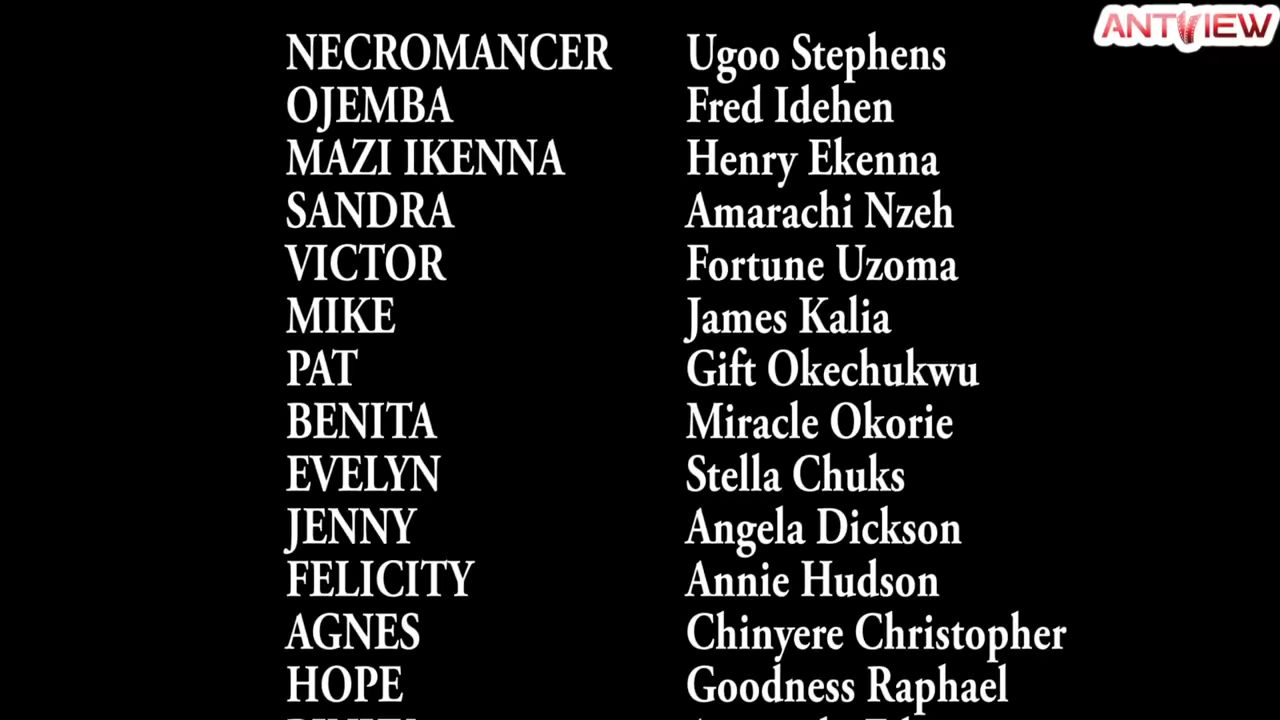 ANTVIEW
NECROMANCER Ugoo Stephens
OJEMBA Fred Idehen
MAZI IKENNA Henry Ekenna
SANDRA Amarachi Nzeh
VICTOR Fortune Uzoma
MIKE James Kalia
PAT Gift Okechukwu
BENITA Miracle Okorie
EVELYN Stella Chuks
JENNY Angela Dickson
FELICITY Annie Hudson
AGNES Chinyere Christopher
HOPE Goodness Raphael